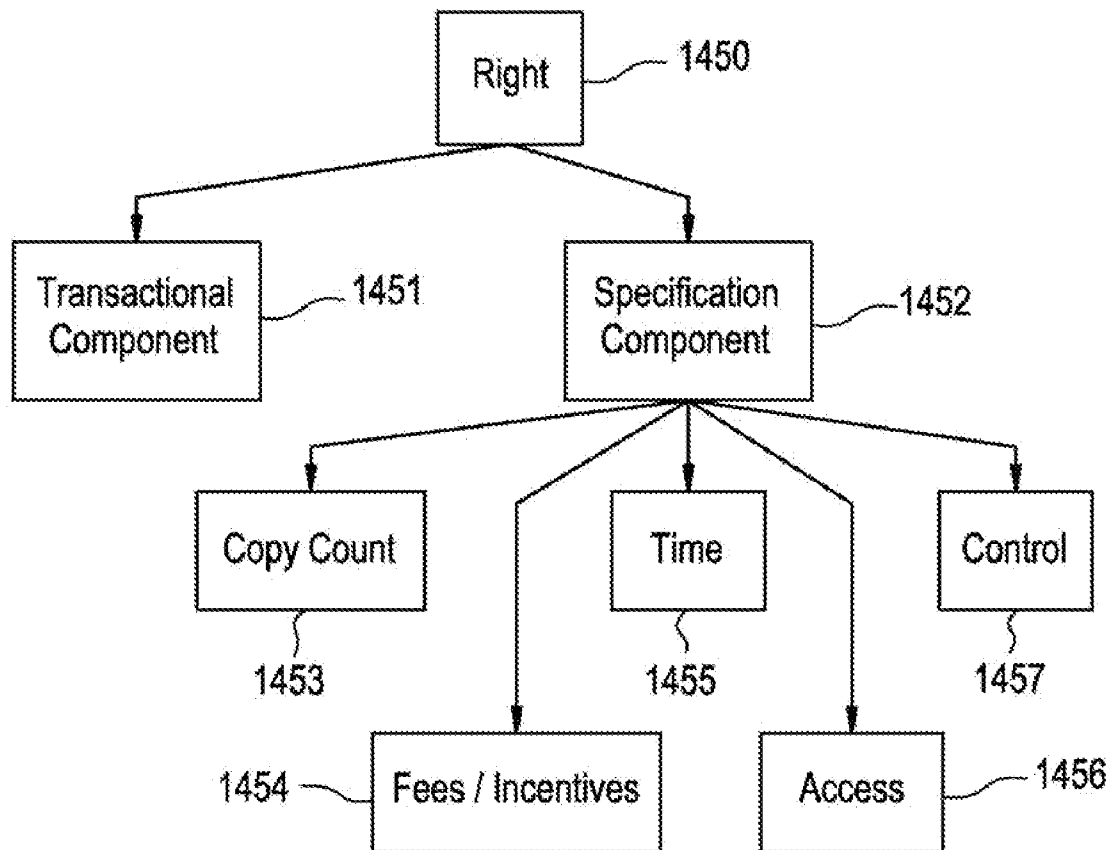 Right
1450
Transactional
Component
1451
Specification
Component
1452
Copy Count
1453
Time
1455
Control
1457
1454
Fees / Incentives
Access
1456